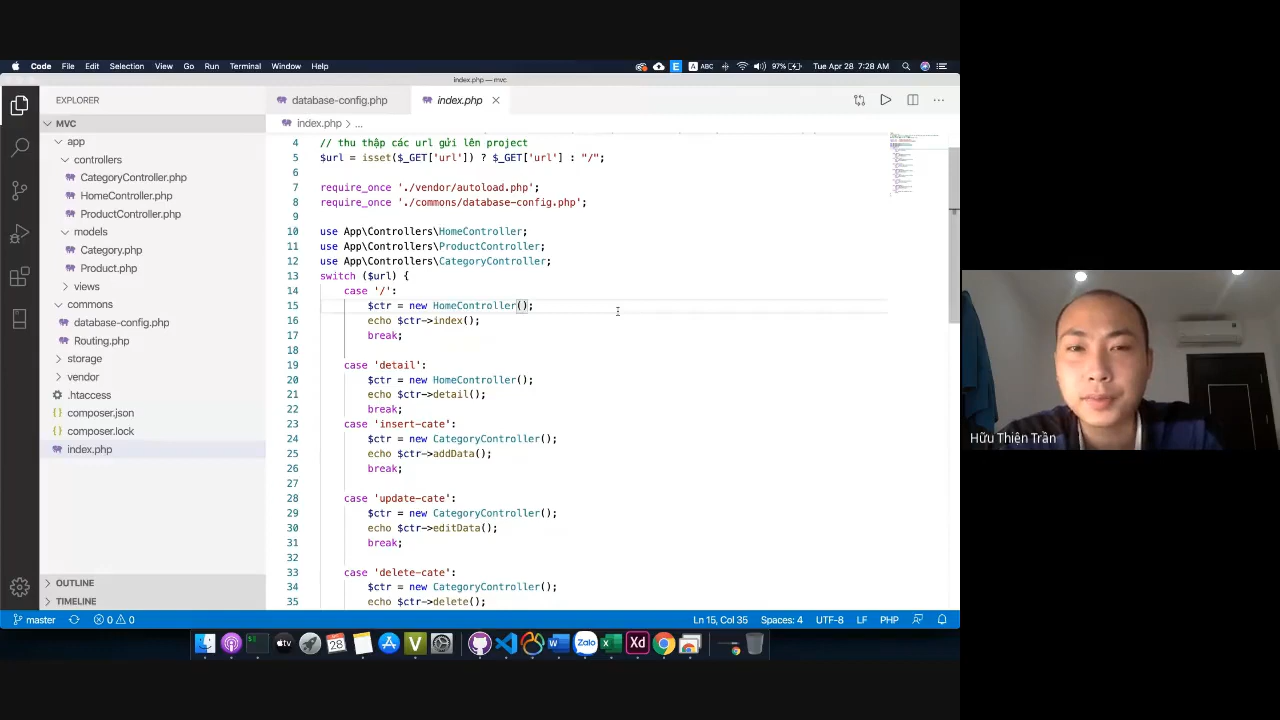 Code File Edit Selection View Go Run Terminal Window Help
E A ABC 97% Tue Apr 28 7:28 AM
index.php — mvc
EXPLORER
database-config.php index.php
MVC
index.php > ...
app
controllers
CategoryController.php
HomeController.php
ProductController.php
models
Category.php
Product.php
views
commons
database-config.php
Routing.php
storage
vendor
.htaccess
composer.json
composer.lock
index.php
OUTLINE
TIMELINE
4 // thu thập các url gửi lên project
5 $url = isset($_GET['url']) ? $_GET['url'] : "/";
7 require_once './vendor/autoload.php';
8 require_once './commons/database-config.php';
10 use App\Controllers\HomeController;
11 use App\Controllers\ProductController;
12 use App\Controllers\CategoryController;
13 switch ($url) {
14 case '/':
15 $ctr = new HomeController();
16 echo $ctr->index();
17 break;
18
19 case 'detail':
20 $ctr = new HomeController();
21 echo $ctr->detail();
22 break;
23 case 'insert-cate':
24 $ctr = new CategoryController();
25 echo $ctr->addData();
26 break;
27
28 case 'update-cate':
29 $ctr = new CategoryController();
30 echo $ctr->editData();
31 break;
32
33 case 'delete-cate':
34 $ctr = new CategoryController();
35 echo $ctr->delete();
master 0 0 Ln 15, Col 35 Spaces: 4 UTF-8 LF PHP
tv 28 V W Zalo X Xd
Hữu Thiện Trần